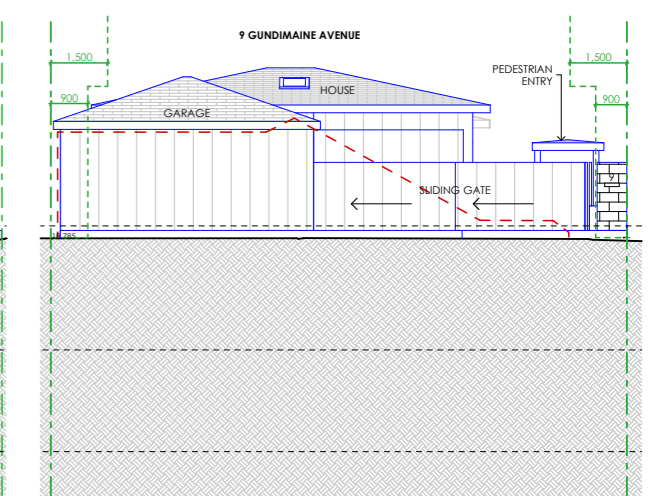 9 GUNDIMAINE AVENUE
1,500
1,500
PEDESTRIAN
ENTRY
HOUSE
900
900
GARAGE
9
SLIDING GATE